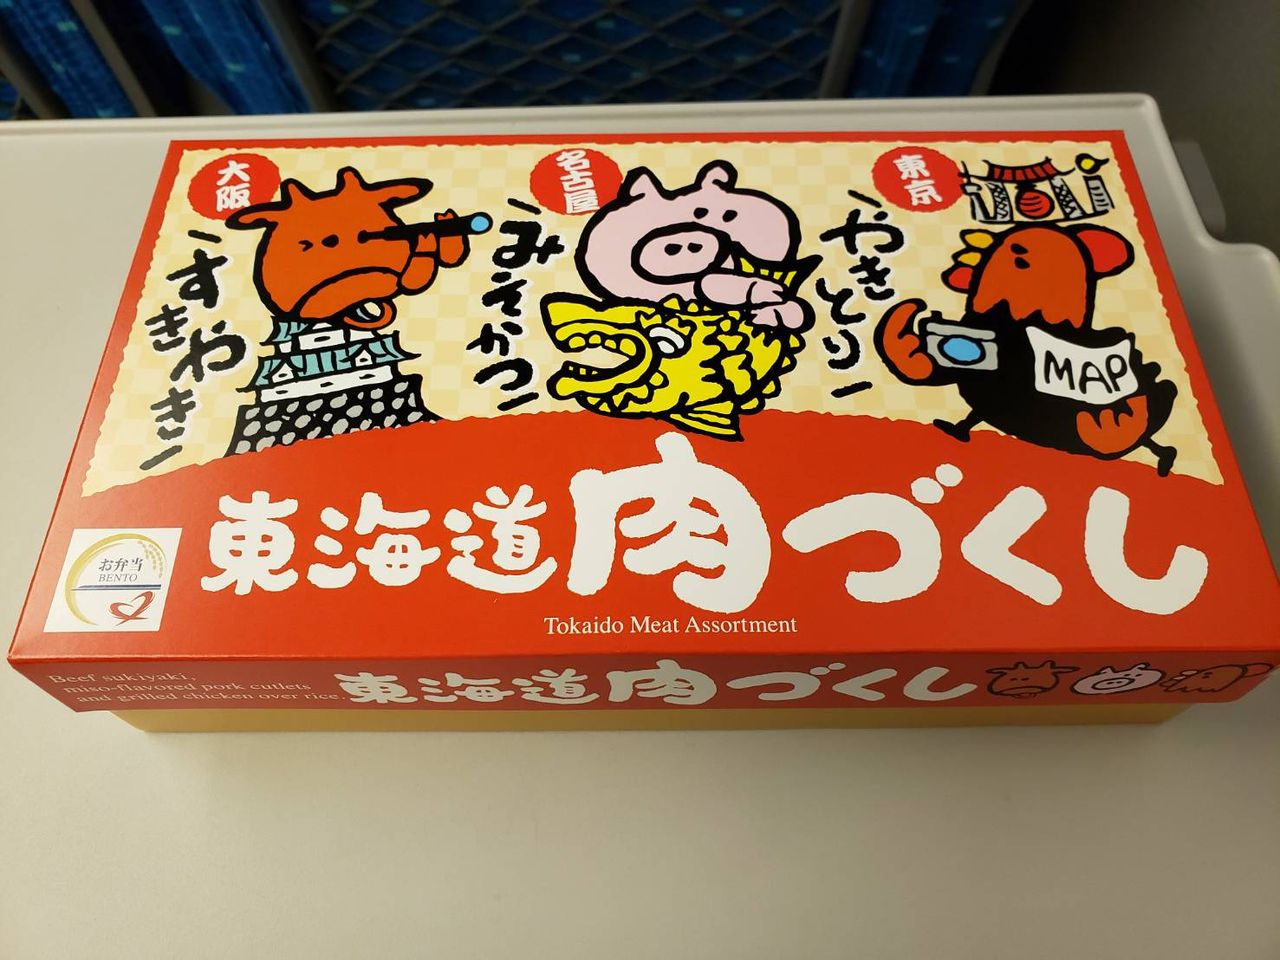 大阪
すきやき
名古屋
みそかつ
東京
やきとり
MAP
東海道肉づくし
Tokaido Meat Assortment
お弁当
BENTO
Beef sukiyaki,
miso-flavored pork cutlets
and grilled chicken over rice.
東海道肉づくし